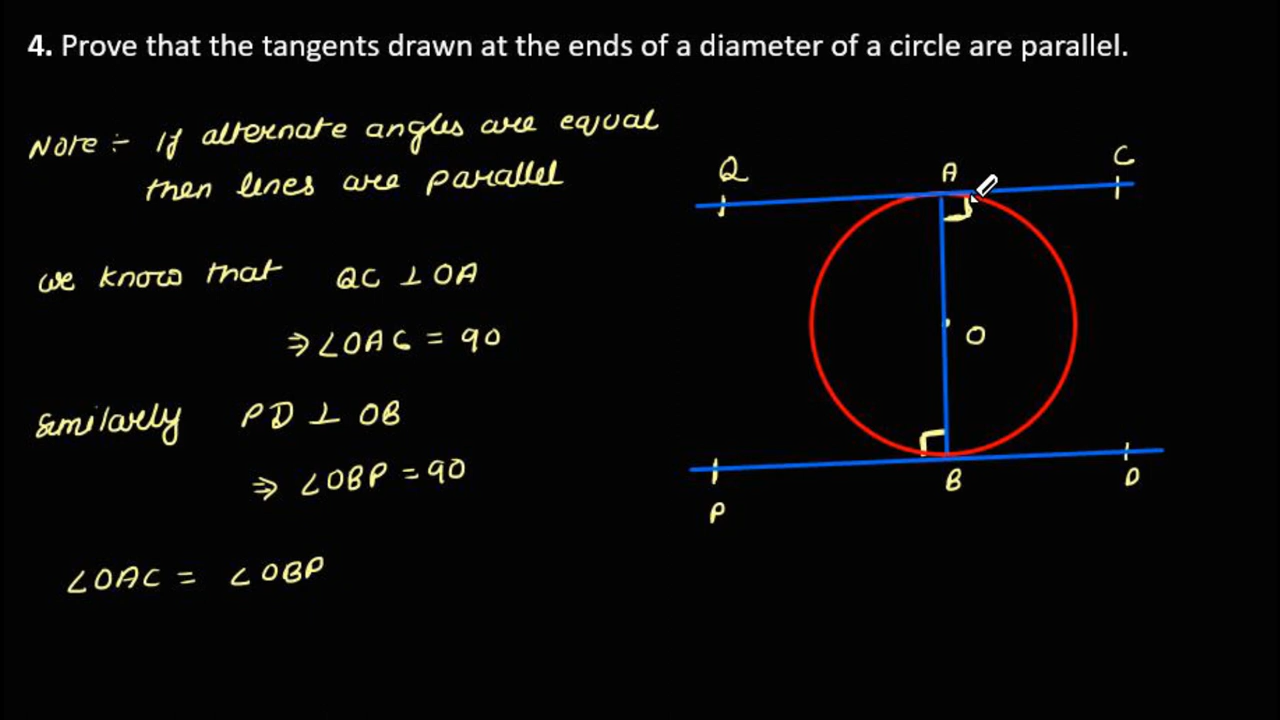 4. Prove that the tangents drawn at the ends of a diameter of a circle are parallel.
Note :- If alternate angles are equal
then lines are parallel
we know that QC ⊥ OA
⇒ ∠OAC = 90
Similarly PD ⊥ OB
⇒ ∠OBP = 90
∠OAC = ∠OBP
Q A C
O
P B D